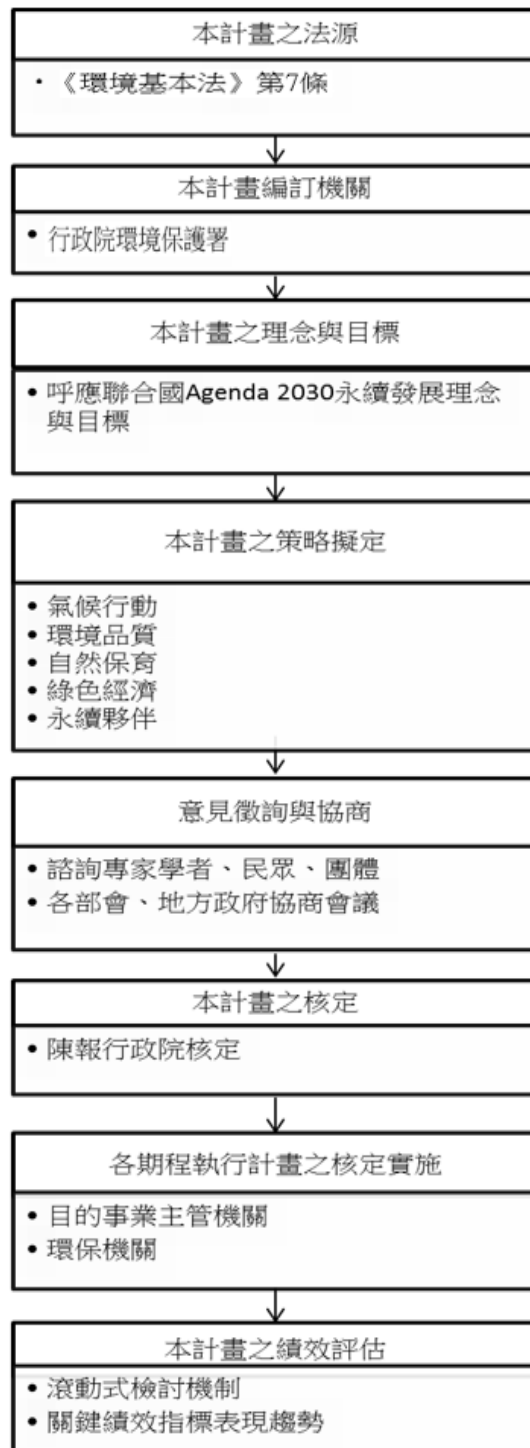 本計畫之法源
•《環境基本法》第7條
本計畫編訂機關
• 行政院環境保護署
本計畫之理念與目標
• 呼應聯合國Agenda 2030永續發展理念
與目標
本計畫之策略擬定
• 氣候行動
• 環境品質
• 自然保育
• 綠色經濟
• 永續夥伴
意見徵詢與協商
• 諮詢專家學者、民眾、團體
• 各部會、地方政府協商會議
本計畫之核定
• 陳報行政院核定
各期程執行計畫之核定實施
• 目的事業主管機關
• 環保機關
本計畫之績效評估
• 滾動式檢討機制
• 關鍵績效指標表現趨勢